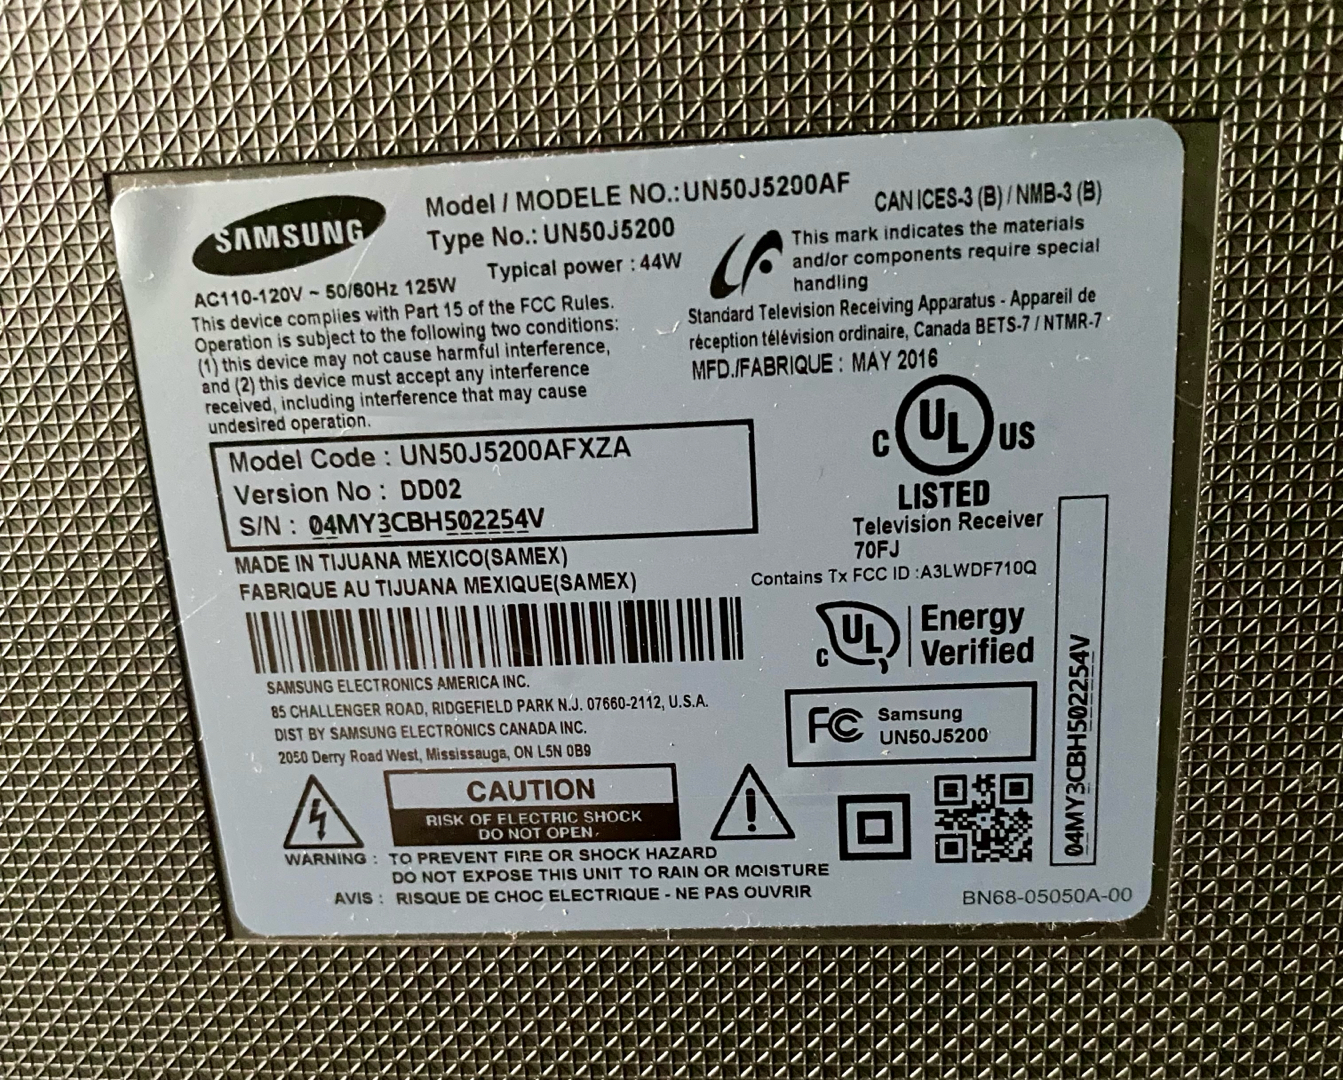 SAMSUNG
Model / MODELE NO.:UN50J5200AF
Type No.: UN50J5200
Typical power : 44W
AC110-120V ~ 50/60Hz 125W
This device complies with Part 15 of the FCC Rules.
Operation is subject to the following two conditions:
(1) this device may not cause harmful interference,
and (2) this device must accept any interference
received, including interference that may cause
undesired operation.
CAN ICES-3 (B) / NMB-3 (B)
This mark indicates the materials
and/or components require special
handling
Standard Television Receiving Apparatus - Appareil de
réception télévision ordinaire, Canada BETS-7 / NTMR-7
MFD./FABRIQUE : MAY 2016
Model Code : UN50J5200AFXZA
Version No : DD02
S/N : 04MY3CBH502254V
MADE IN TIJUANA MEXICO(SAMEX)
FABRIQUE AU TIJUANA MEXIQUE(SAMEX)
C UL US
LISTED
Television Receiver
70FJ
Contains Tx FCC ID :A3LWDF710Q
C UL Energy
Verified
SAMSUNG ELECTRONICS AMERICA INC.
85 CHALLENGER ROAD, RIDGEFIELD PARK N.J. 07660-2112, U.S.A.
DIST BY SAMSUNG ELECTRONICS CANADA INC.
2050 Derry Road West, Mississauga, ON L5N 0B9
FC Samsung
UN50J5200
04MY3CBH502254V
CAUTION
RISK OF ELECTRIC SHOCK
DO NOT OPEN.
WARNING : TO PREVENT FIRE OR SHOCK HAZARD
DO NOT EXPOSE THIS UNIT TO RAIN OR MOISTURE
AVIS : RISQUE DE CHOC ELECTRIQUE - NE PAS OUVRIR
BN68-05050A-00